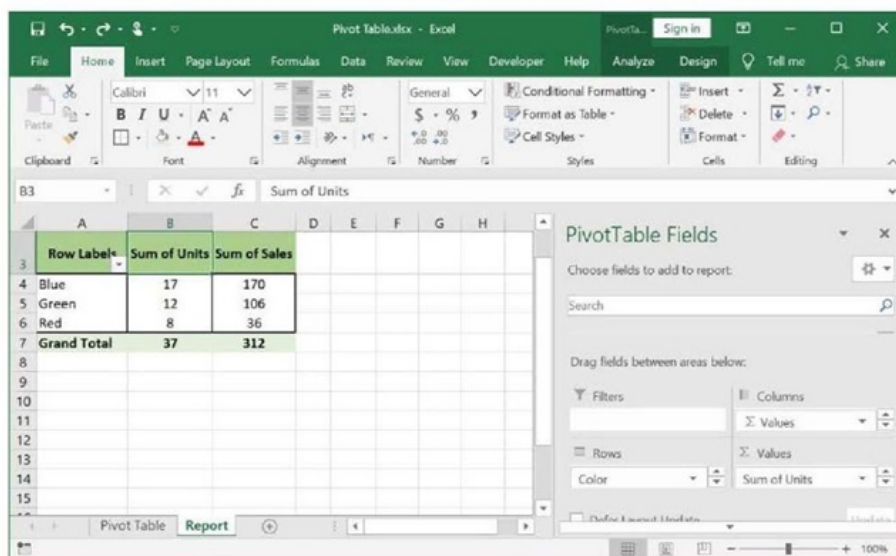 Pivot Table.xlsx - Excel
PivotTa...
Sign in
File Home Insert Page Layout Formulas Data Review View Developer Help Analyze Design Tell me Share
Paste
Calibri 11
B I U A A
A
General
$ % ,
Conditional Formatting
Format as Table
Cell Styles
Insert
Delete
Format
Clipboard Font Alignment Number Styles Cells Editing
B3 fx Sum of Units
A B C D E F G H
3 Row Labels Sum of Units Sum of Sales
4 Blue 17 170
5 Green 12 106
6 Red 8 36
7 Grand Total 37 312
8
9
10
11
12
13
14
15
PivotTable Fields
Choose fields to add to report:
Search
Drag fields between areas below:
Filters
Columns
Σ Values
Rows
Color
Σ Values
Sum of Units
Defer Layout Update
Pivot Table Report
100%